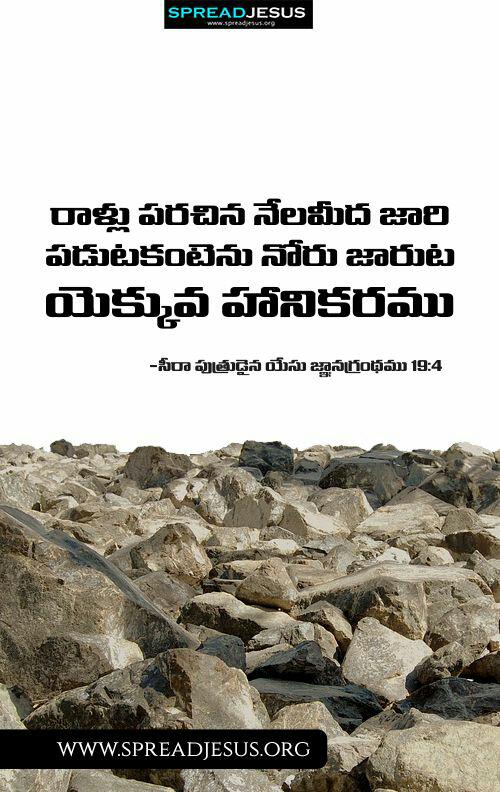 SPREADJESUS
www.spreadjesus.org
రాళ్లు పరచిన నేలమీద జారి
పడుటకంటెను నోరు జారుట
యెక్కువ హానికరము
-సీరా పుత్రుడైన యేసు జ్ఞానగ్రంథము 19:4
WWW.SPREADJESUS.ORG